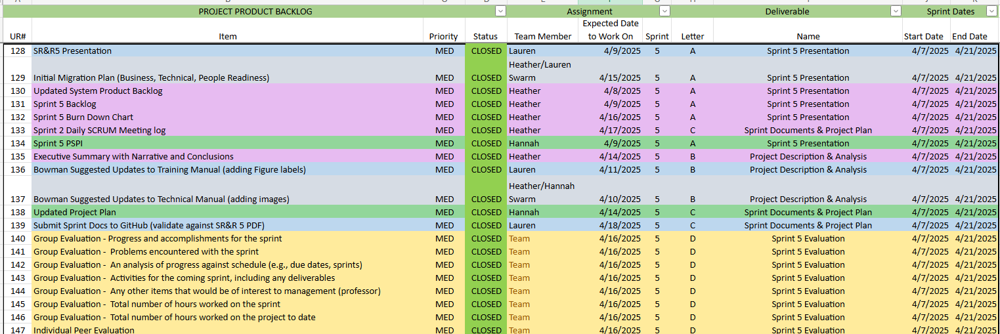 PROJECT PRODUCT BACKLOG Assignment Deliverable Sprint Dates
UR# Item Priority Status Team Member Expected Date to Work On Sprint Letter Name Start Date End Date
128 SR&R5 Presentation MED CLOSED Lauren 4/9/2025 5 A Sprint 5 Presentation 4/7/2025 4/21/2025
129 Initial Migration Plan (Business, Technical, People Readiness) MED CLOSED Heather/Lauren Swarm 4/15/2025 5 A Sprint 5 Presentation 4/7/2025 4/21/2025
130 Updated System Product Backlog MED CLOSED Heather 4/8/2025 5 A Sprint 5 Presentation 4/7/2025 4/21/2025
131 Sprint 5 Backlog MED CLOSED Heather 4/9/2025 5 A Sprint 5 Presentation 4/7/2025 4/21/2025
132 Sprint 5 Burn Down Chart MED CLOSED Heather 4/16/2025 5 A Sprint 5 Presentation 4/7/2025 4/21/2025
133 Sprint 2 Daily SCRUM Meeting log MED CLOSED Heather 4/17/2025 5 C Sprint Documents & Project Plan 4/7/2025 4/21/2025
134 Sprint 5 PSPI MED CLOSED Hannah 4/9/2025 5 A Sprint 5 Presentation 4/7/2025 4/21/2025
135 Executive Summary with Narrative and Conclusions MED CLOSED Heather 4/14/2025 5 B Project Description & Analysis 4/7/2025 4/21/2025
136 Bowman Suggested Updates to Training Manual (adding Figure labels) MED CLOSED Lauren 4/11/2025 5 B Project Description & Analysis 4/7/2025 4/21/2025
137 Bowman Suggested Updates to Technical Manual (adding images) MED CLOSED Heather/Hannah Swarm 4/10/2025 5 B Project Description & Analysis 4/7/2025 4/21/2025
138 Updated Project Plan MED CLOSED Hannah 4/14/2025 5 C Sprint Documents & Project Plan 4/7/2025 4/21/2025
139 Submit Sprint Docs to GitHub (validate against SR&R 5 PDF) MED CLOSED Lauren 4/18/2025 5 C Sprint Documents & Project Plan 4/7/2025 4/21/2025
140 Group Evaluation - Progress and accomplishments for the sprint MED CLOSED Team 4/16/2025 5 D Sprint 5 Evaluation 4/7/2025 4/21/2025
141 Group Evaluation - Problems encountered with the sprint MED CLOSED Team 4/16/2025 5 D Sprint 5 Evaluation 4/7/2025 4/21/2025
142 Group Evaluation - An analysis of progress against schedule (e.g., due dates, sprints) MED CLOSED Team 4/16/2025 5 D Sprint 5 Evaluation 4/7/2025 4/21/2025
143 Group Evaluation - Activities for the coming sprint, including any deliverables MED CLOSED Team 4/16/2025 5 D Sprint 5 Evaluation 4/7/2025 4/21/2025
144 Group Evaluation - Any other items that would be of interest to management (professor) MED CLOSED Team 4/16/2025 5 D Sprint 5 Evaluation 4/7/2025 4/21/2025
145 Group Evaluation - Total number of hours worked on the sprint MED CLOSED Team 4/16/2025 5 D Sprint 5 Evaluation 4/7/2025 4/21/2025
146 Group Evaluation - Total number of hours worked on the project to date MED CLOSED Team 4/16/2025 5 D Sprint 5 Evaluation 4/7/2025 4/21/2025
147 Individual Peer Evaluation MED CLOSED Team 4/16/2025 5 D Sprint 5 Evaluation 4/7/2025 4/21/2025